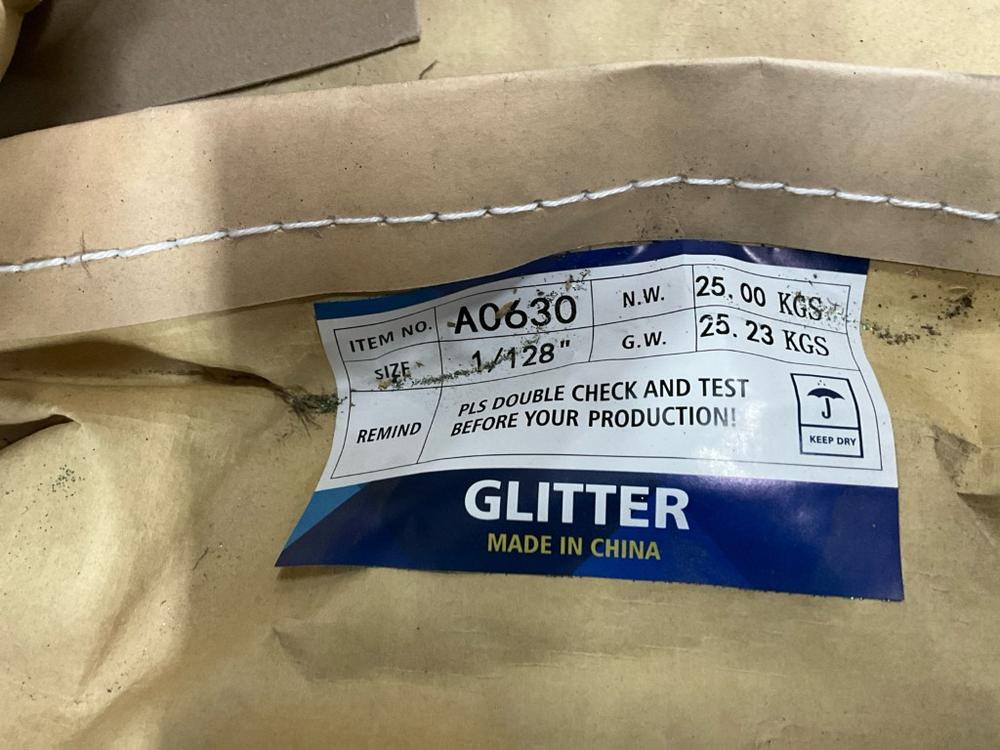 ITEM NO. A0630 N.W. 25.00 KGS
SIZE 1/128" G.W. 25.23 KGS
REMIND
PLS DOUBLE CHECK AND TEST
BEFORE YOUR PRODUCTION!
KEEP DRY
GLITTER
MADE IN CHINA